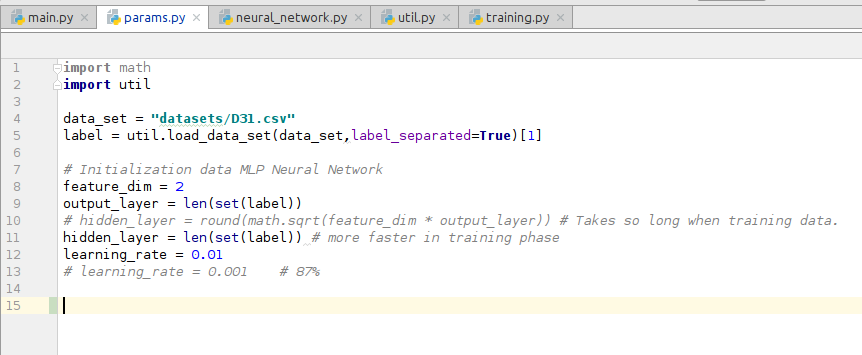 main.py
params.py
neural_network.py
util.py
training.py
1 import math
2 import util
3
4 data_set = "datasets/D31.csv"
5 label = util.load_data_set(data_set,label_separated=True)[1]
6
7 # Initialization data MLP Neural Network
8 feature_dim = 2
9 output_layer = len(set(label))
10 # hidden_layer = round(math.sqrt(feature_dim * output_layer)) # Takes so long when training data.
11 hidden_layer = len(set(label)) # more faster in training phase
12 learning_rate = 0.01
13 # learning_rate = 0.001    # 87%
14
15